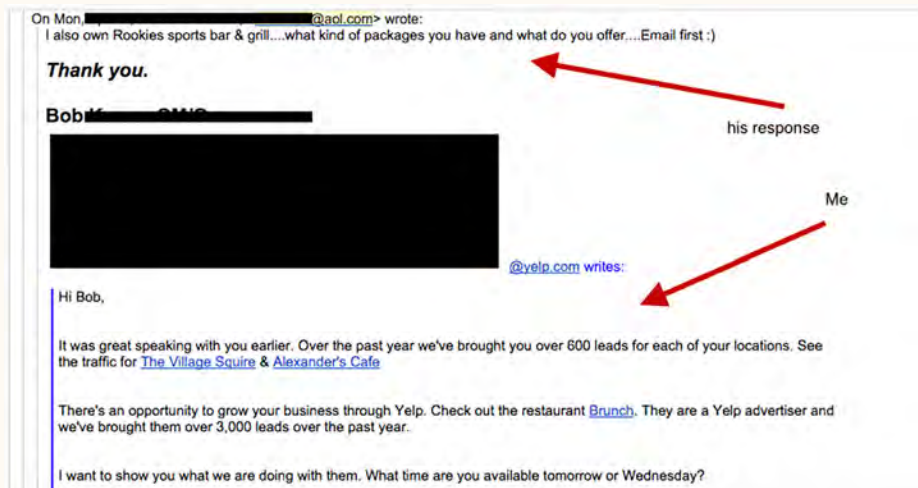 On Mon, @aol.com> wrote:
I also own Rookies sports bar & grill....what kind of packages you have and what do you offer....Email first :)
Thank you.
Bob
his response
Me
@yelp.com writes:
Hi Bob,
It was great speaking with you earlier. Over the past year we've brought you over 600 leads for each of your locations. See
the traffic for The Village Squire & Alexander's Cafe
There's an opportunity to grow your business through Yelp. Check out the restaurant Brunch. They are a Yelp advertiser and
we've brought them over 3,000 leads over the past year.
I want to show you what we are doing with them. What time are you available tomorrow or Wednesday?